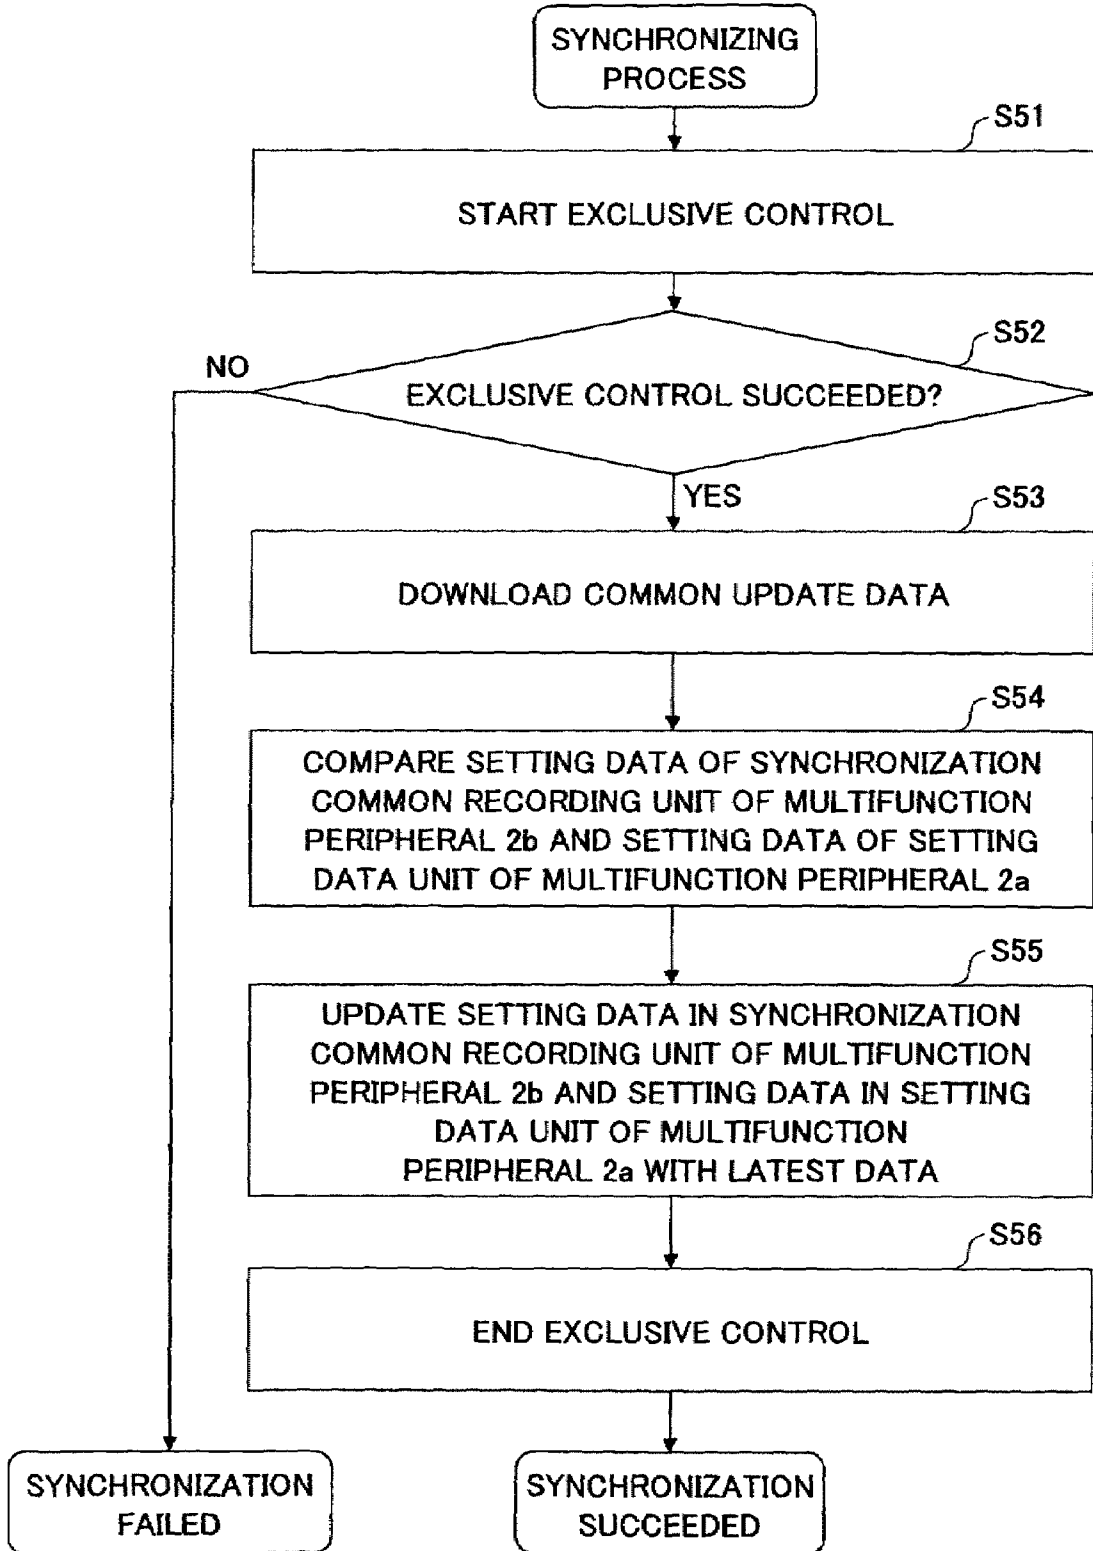 SYNCHRONIZING
PROCESS
S51
START EXCLUSIVE CONTROL
S52
NO
EXCLUSIVE CONTROL SUCCEEDED?
YES
S53
DOWNLOAD COMMON UPDATE DATA
S54
COMPARE SETTING DATA OF SYNCHRONIZATION
COMMON RECORDING UNIT OF MULTIFUNCTION
PERIPHERAL 2b AND SETTING DATA OF SETTING
DATA UNIT OF MULTIFUNCTION PERIPHERAL 2a
S55
UPDATE SETTING DATA IN SYNCHRONIZATION
COMMON RECORDING UNIT OF MULTIFUNCTION
PERIPHERAL 2b AND SETTING DATA IN SETTING
DATA UNIT OF MULTIFUNCTION
PERIPHERAL 2a WITH LATEST DATA
S56
END EXCLUSIVE CONTROL
SYNCHRONIZATION
FAILED
SYNCHRONIZATION
SUCCEEDED